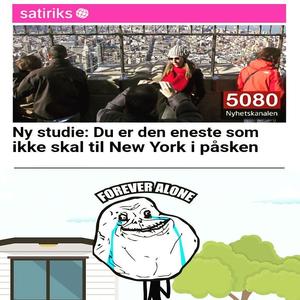 satiriks
5080
Nyhetskanalen
Ny studie: Du er den eneste som
ikke skal til New York i påsken
FOREVER ALONE